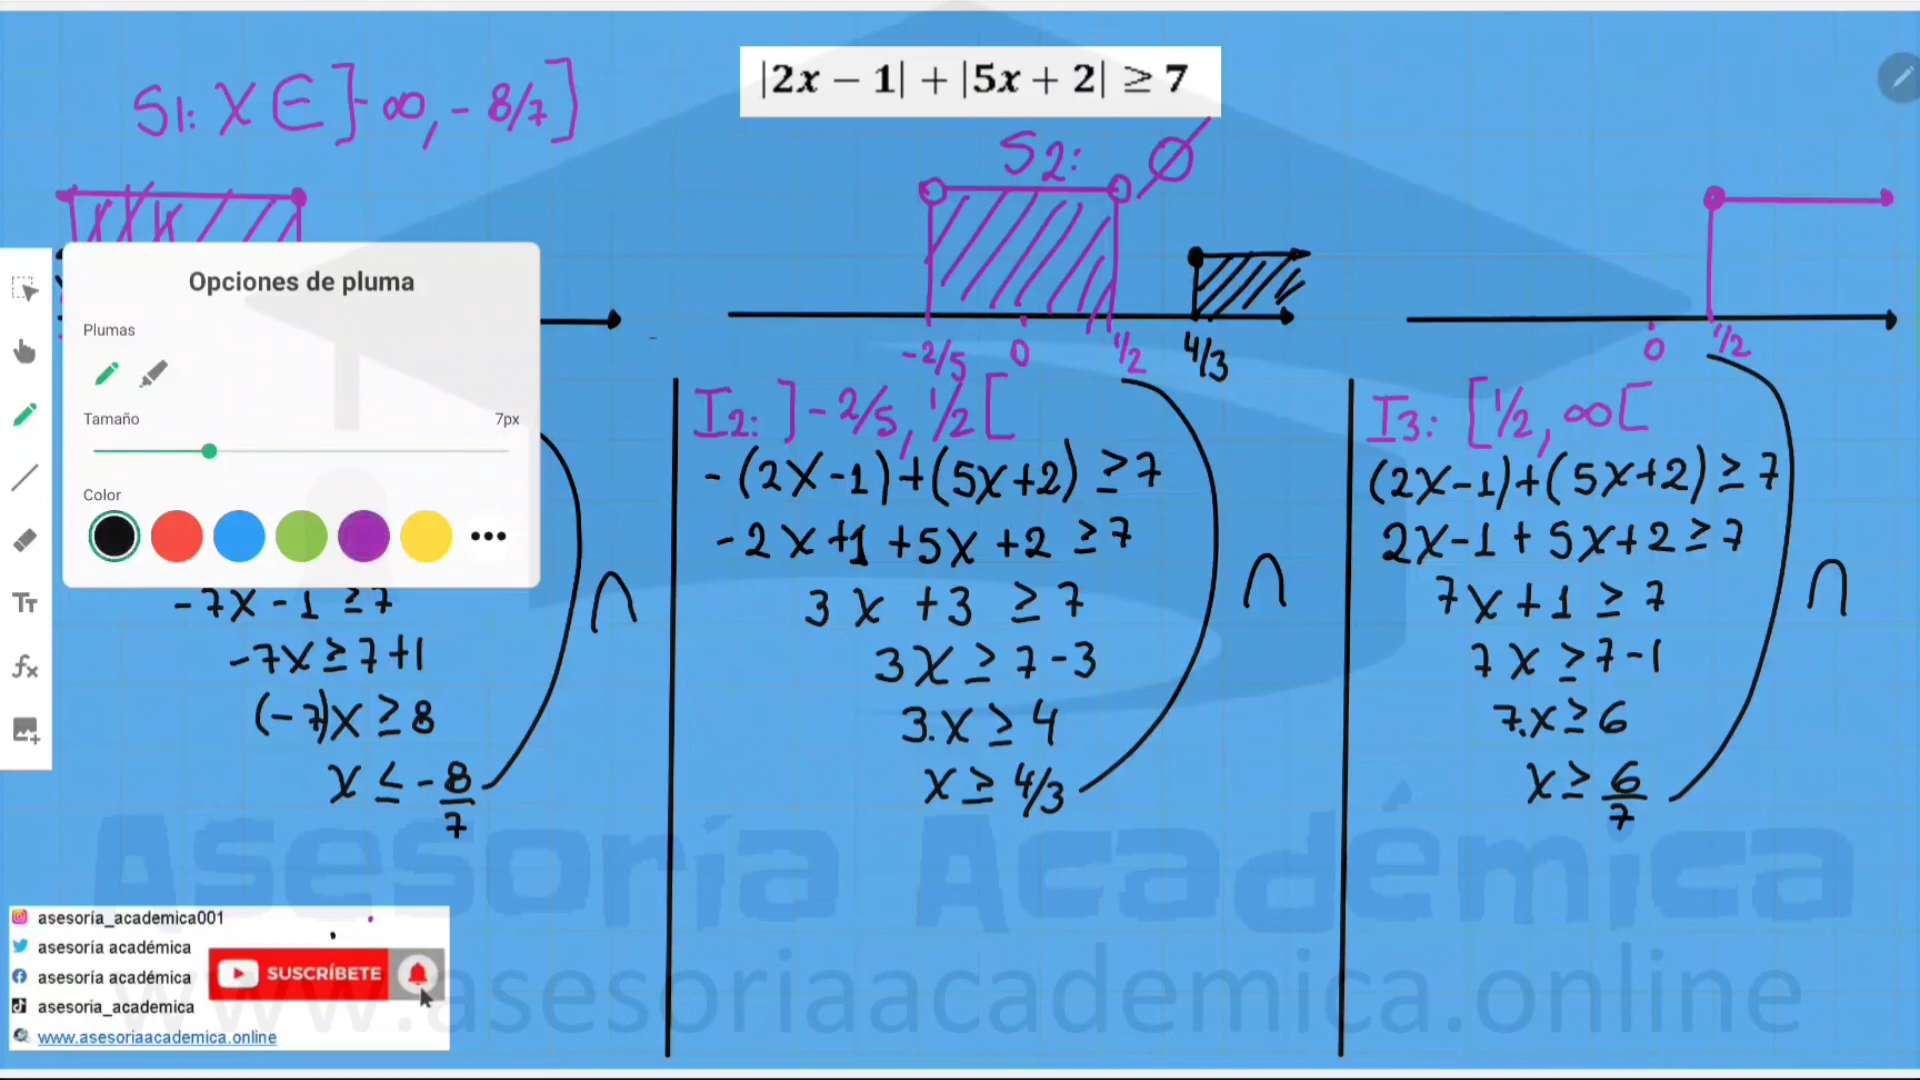 |2x − 1| + |5x + 2| ≥ 7
S1: X ∈ ]-∞, -8/7]
S2: ∅
Opciones de pluma
Plumas
Tamaño 7px
Color
-7x - 1 ≥ 7
-7x ≥ 7+1
(-7)x ≥ 8
x ≤ -8/7
∩
-2/5 0 1/2 4/3
I2: ]-2/5, 1/2[
-(2x-1)+(5x+2) ≥7
-2x+1+5x+2 ≥7
3x +3 ≥7
3x ≥ 7-3
3.x ≥ 4
x ≥ 4/3
∩
0 1/2
I3: [1/2, ∞[
(2x-1)+(5x+2) ≥7
2x-1+5x+2≥7
7x+1 ≥ 7
7x ≥7-1
7.x≥6
x≥ 6/7
∩
Asesoría Académica
www.asesoriaacademica.online
asesoría_academica001
asesoría académica
asesoría académica
asesoria_academica
www.asesoriaacademica.online
SUSCRÍBETE
Tт
fx